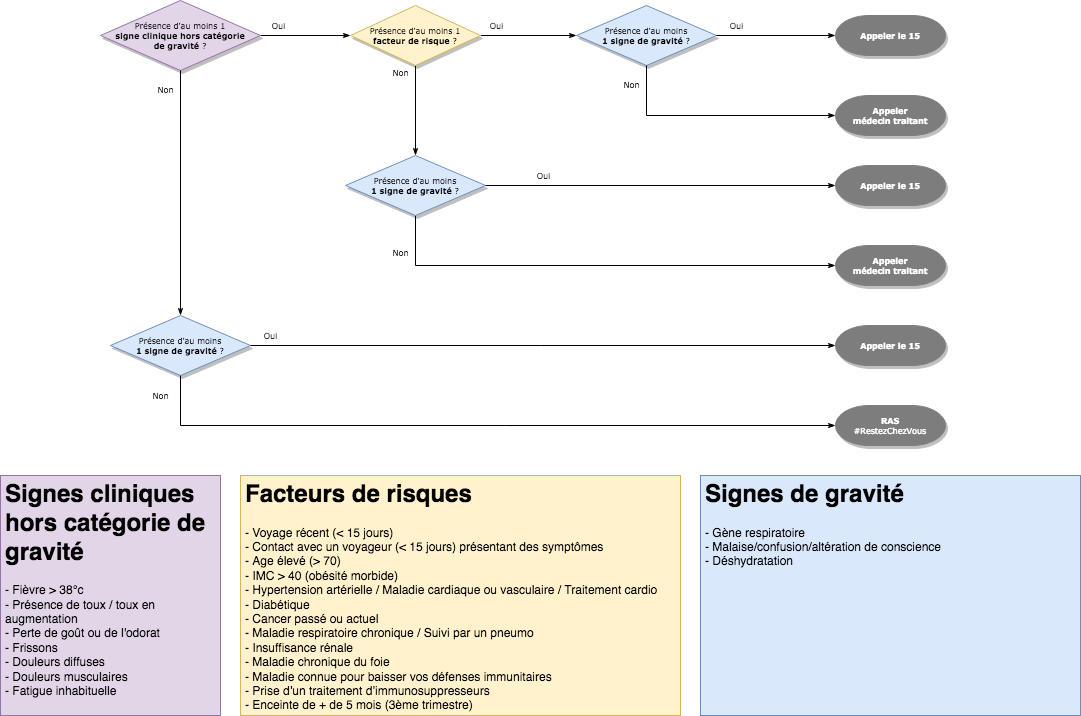 Présence d'au moins 1
signe clinique hors catégorie
de gravité ?
Oui
Présence d'au moins 1
facteur de risque ?
Oui
Présence d'au moins
1 signe de gravité ?
Oui
Appeler le 15
Non
Non
Non
Appeler
médecin traitant
Présence d'au moins
1 signe de gravité ?
Oui
Appeler le 15
Non
Appeler
médecin traitant
Présence d'au moins
1 signe de gravité ?
Oui
Appeler le 15
Non
RAS
#RestezChezVous
Signes cliniques
hors catégorie de
gravité
- Fièvre > 38°c
- Présence de toux / toux en
augmentation
- Perte de goût ou de l'odorat
- Frissons
- Douleurs diffuses
- Douleurs musculaires
- Fatigue inhabituelle
Facteurs de risques
- Voyage récent (< 15 jours)
- Contact avec un voyageur (< 15 jours) présentant des symptômes
- Age élevé (> 70)
- IMC > 40 (obésité morbide)
- Hypertension artérielle / Maladie cardiaque ou vasculaire / Traitement cardio
- Diabétique
- Cancer passé ou actuel
- Maladie respiratoire chronique / Suivi par un pneumo
- Insuffisance rénale
- Maladie chronique du foie
- Maladie connue pour baisser vos défenses immunitaires
- Prise d'un traitement d'immunosuppresseurs
- Enceinte de + de 5 mois (3ème trimestre)
Signes de gravité
- Gène respiratoire
- Malaise/confusion/altération de conscience
- Déshydratation